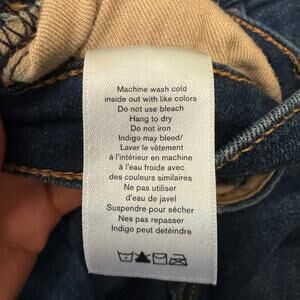 Machine wash cold
inside out with like colors
Do not use bleach
Hang to dry
Do not iron
Indigo may bleed/
Laver le vêtement
à l'intérieur en machine
à l'eau froide avec
des couleurs similaires
Ne pas utiliser
d'eau de javel
Suspendre pour sécher
Nes pas repasser
Indigo peut detéindre